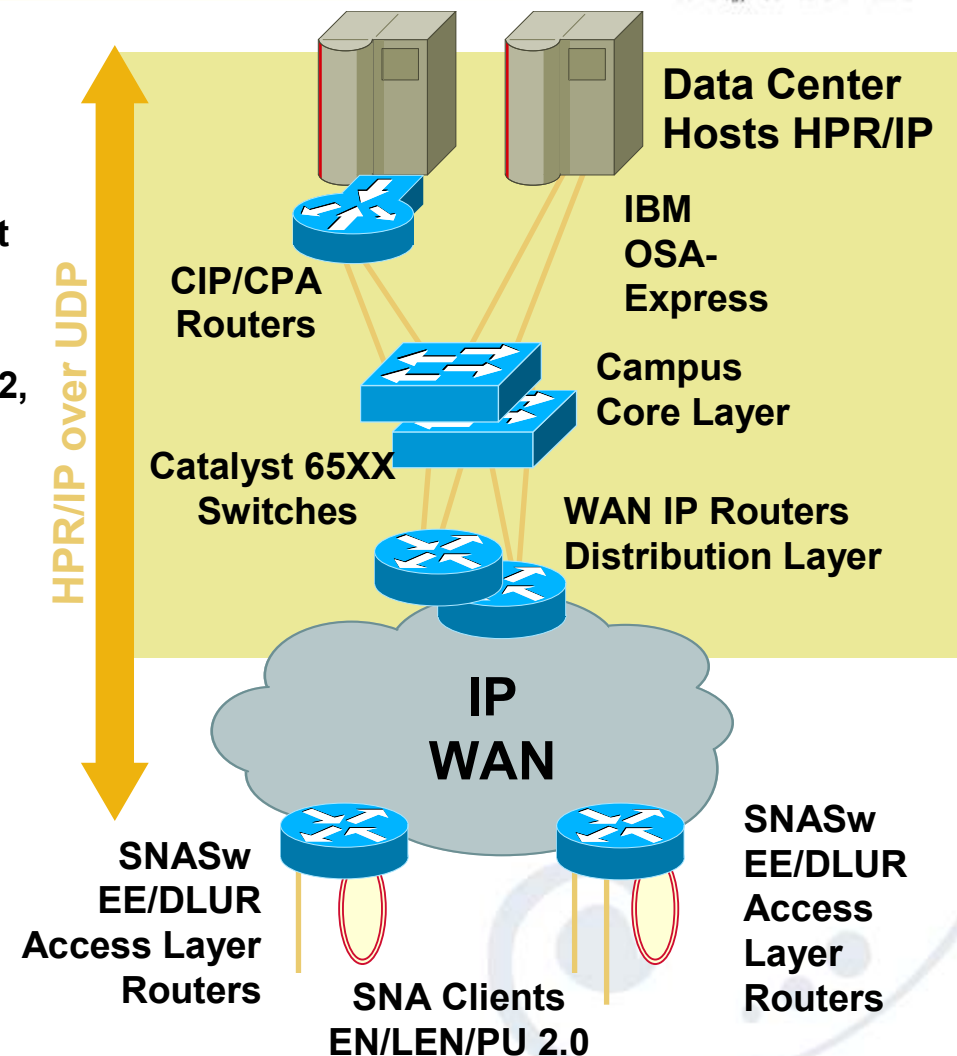 Data Center
Hosts HPR/IP
t
IBM
OSA-
Express
CIP/CPA
Routers
2,
HPR/IP over UDP
Campus
Core Layer
Catalyst 65XX
Switches
WAN IP Routers
Distribution Layer
IP
WAN
SNASw
EE/DLUR
Access Layer
Routers
SNASw
EE/DLUR
Access
Layer
Routers
SNA Clients
EN/LEN/PU 2.0